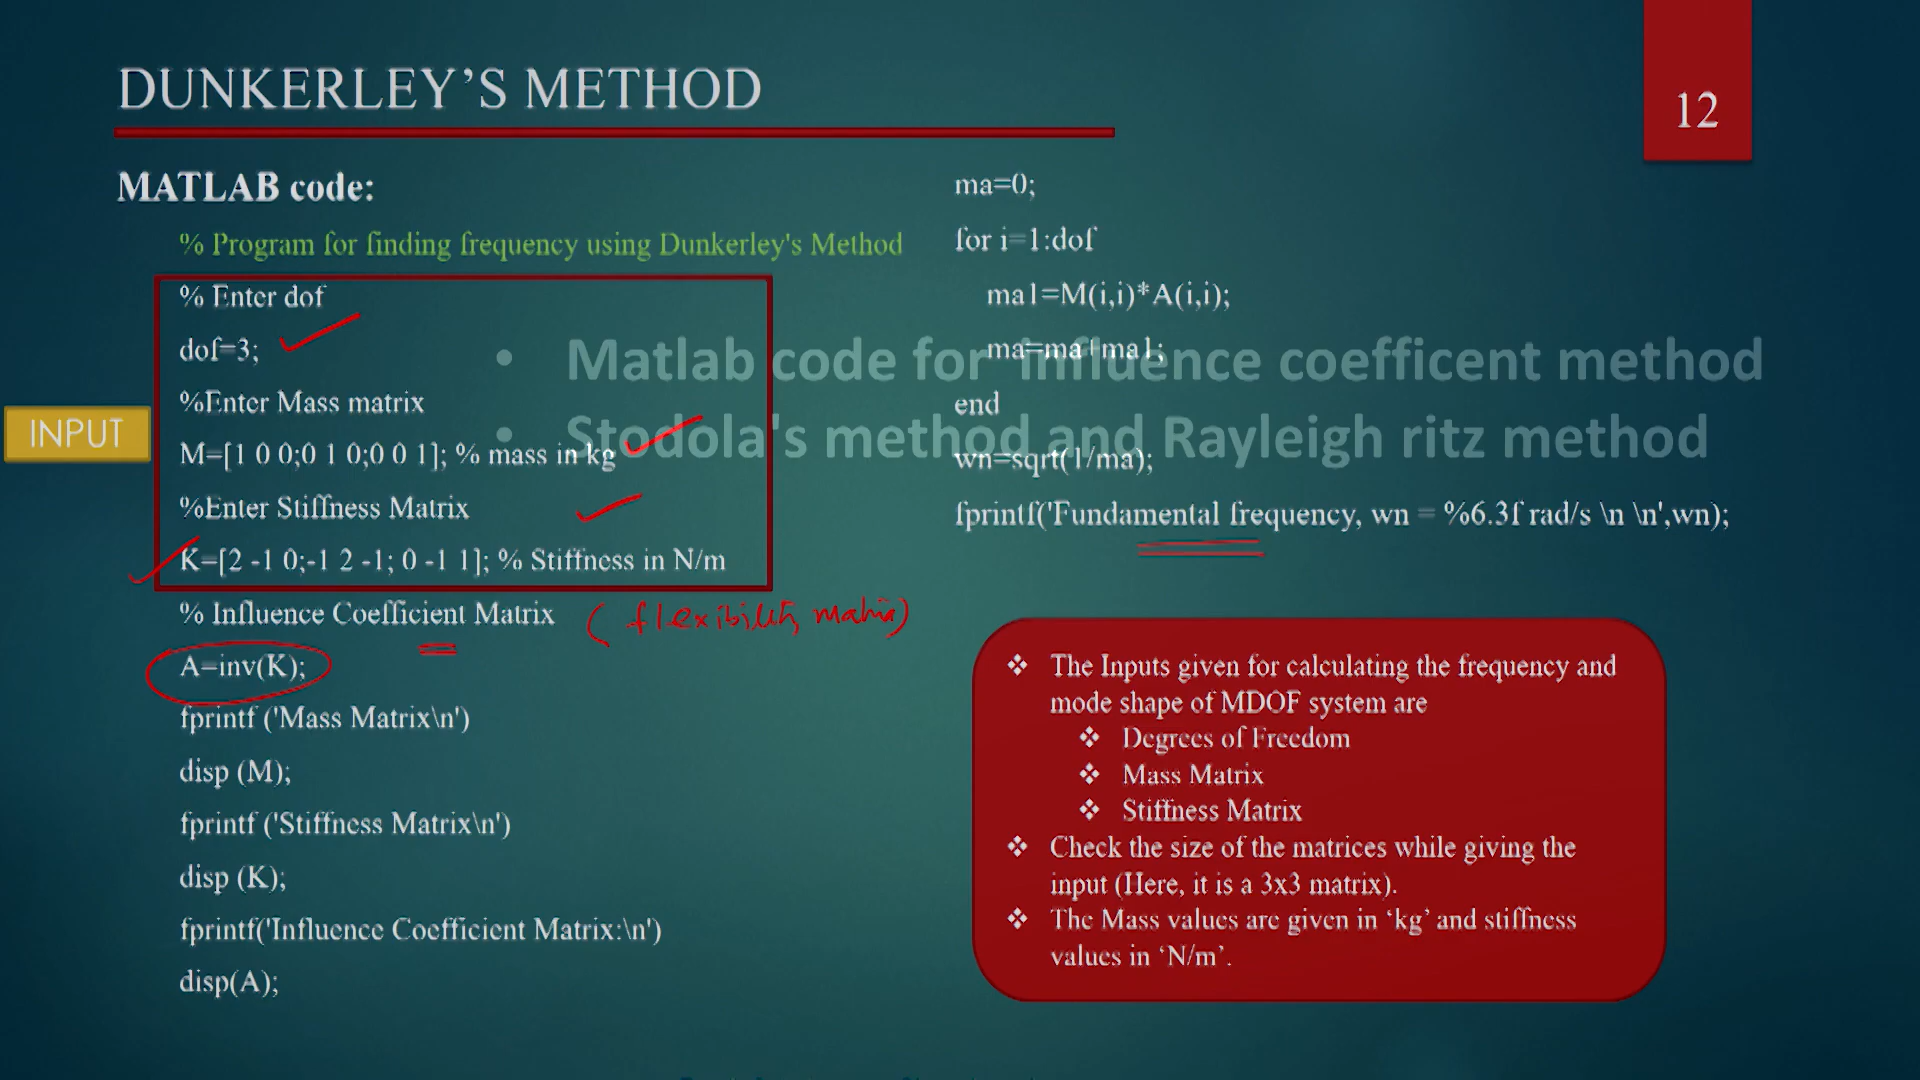 DUNKERLEY'S METHOD
12
MATLAB code:
% Program for finding frequency using Dunkerley's Method
% Enter dof
dof=3;
%Enter Mass matrix
INPUT
M=[1 0 0;0 1 0;0 0 1]; % mass in kg
%Enter Stiffness Matrix
K=[2 -1 0;-1 2 -1; 0 -1 1]; % Stiffness in N/m
% Influence Coefficient Matrix
(flexibility matrix)
A=inv(K);
fprintf ('Mass Matrix\n')
disp (M);
fprintf ('Stiffness Matrix\n')
disp (K);
fprintf('Influence Coefficient Matrix:\n')
disp(A);
ma=0;
for i=1:dof
ma1=M(i,i)*A(i,i);
ma=ma+ma1;
end
wn=sqrt(1/ma);
fprintf('Fundamental frequency, wn = %6.3f rad/s \n \n',wn);
• Matlab code for influence coefficent method
• Stodola's method and Rayleigh ritz method
❖ The Inputs given for calculating the frequency and
mode shape of MDOF system are
❖ Degrees of Freedom
❖ Mass Matrix
❖ Stiffness Matrix
❖ Check the size of the matrices while giving the
input (Here, it is a 3x3 matrix).
❖ The Mass values are given in ‘kg’ and stiffness
values in ‘N/m’.